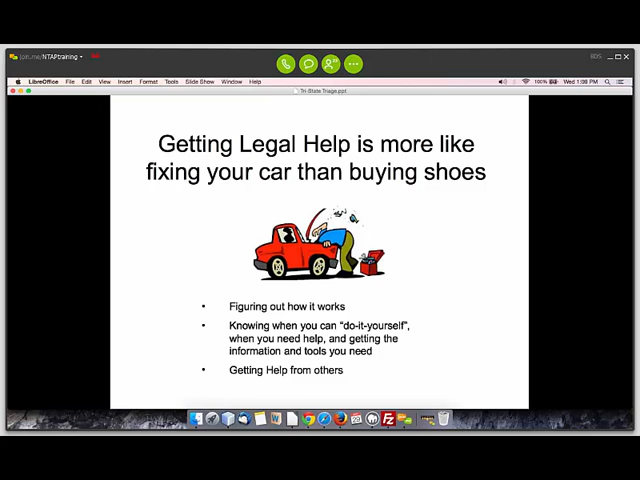 join.me/NTAPtraining
RDS
LibreOffice File Edit View Insert Format Tools Slide Show Window Help
100% Wed 1:08 PM
Tri-State Triage.ppt
Getting Legal Help is more like
fixing your car than buying shoes
• Figuring out how it works
• Knowing when you can “do-it-yourself”,
when you need help, and getting the
information and tools you need
• Getting Help from others